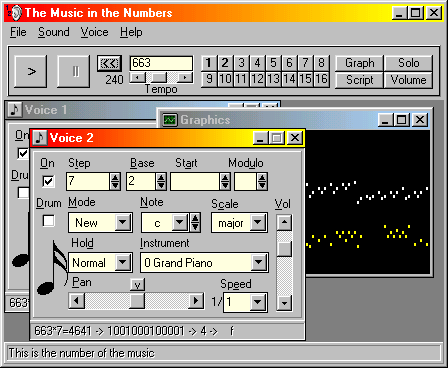 The Music in the Numbers
File Sound Voice Help
> || << 663 1 2 3 4 5 6 7 8 Graph Solo
240 Tempo 9 10 11 12 13 14 15 16 Script Volume
Voice 1
Graphics
Voice 2
On Step Base Start Modulo
7 2
Drum Mode Note Scale Vol
New c major
Hold Instrument
Normal 0 Grand Piano
Pan v Speed
1/ 1
663*7=4641 -> 1001000100001 -> 4 -> f
On
Drum
663
This is the number of the music